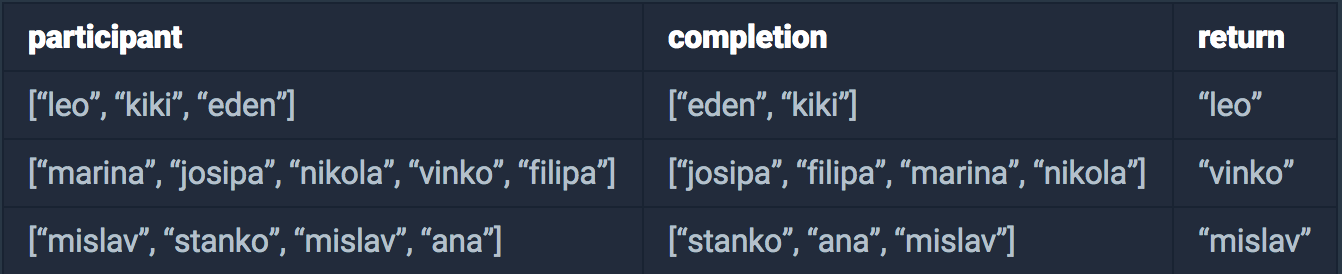 participant completion return
[“leo”, “kiki”, “eden”] [“eden”, “kiki”] “leo”
[“marina”, “josipa”, “nikola”, “vinko”, “filipa”] [“josipa”, “filipa”, “marina”, “nikola”] “vinko”
[“mislav”, “stanko”, “mislav”, “ana”] [“stanko”, “ana”, “mislav”] “mislav”